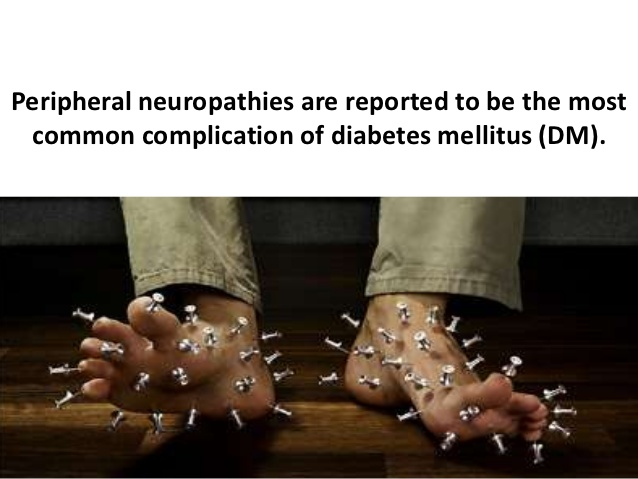 Peripheral neuropathies are reported to be the most
common complication of diabetes mellitus (DM).